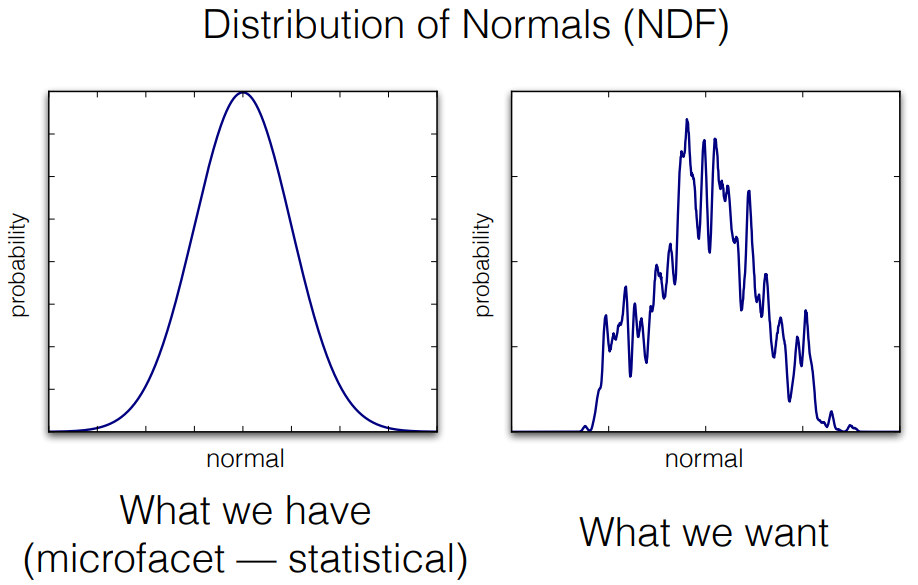 Distribution of Normals (NDF)
probability
probability
normal
normal
What we have
(microfacet — statistical)
What we want